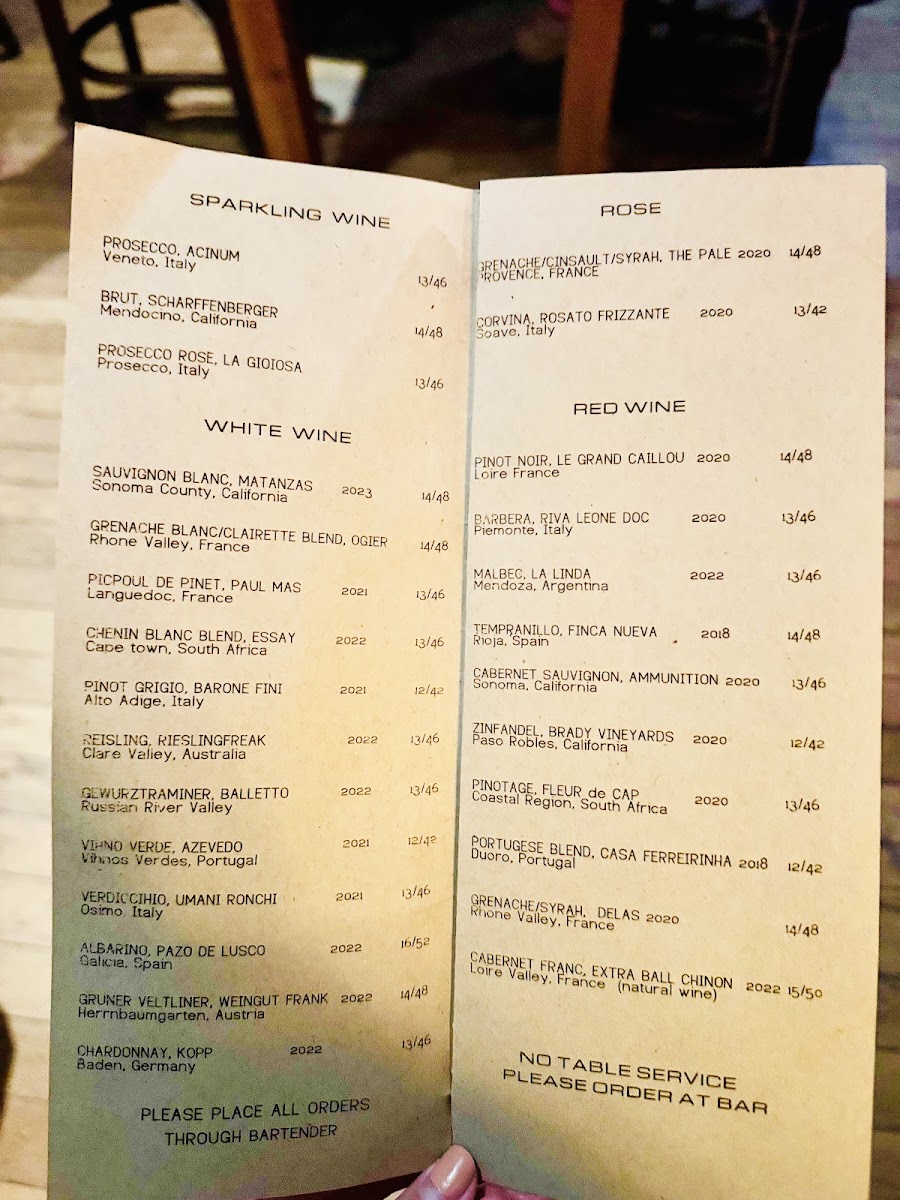 SPARKLING WINE
PROSECCO, ACINUM
Veneto, Italy
13/46
BRUT, SCHARFFENBERGER
Mendocino, California
14/48
PROSECCO ROSE, LA GIOIOSA
Prosecco, Italy
13/46
WHITE WINE
SAUVIGNON BLANC, MATANZAS 2023 14/48
Sonoma County, California
GRENACHE BLANC/CLAIRETTE BLEND, OGIER 14/48
Rhone Valley, France
PICPOUL DE PINET, PAUL MAS 2021 13/46
Languedoc, France
CHENIN BLANC BLEND, ESSAY 2022 13/46
Cape town, South Africa
PINOT GRIGIO, BARONE FINI 2021 12/42
Alto Adige, Italy
REISLING, RIESLINGFREAK 2022 13/46
Clare Valley, Australia
GEWURZTRAMINER, BALLETTO 2022 13/46
Russian River Valley
VIHNO VERDE, AZEVEDO 2021 12/42
Vihnos Verdes, Portugal
VERDICCIHIO, UMANI RONCHI 2021 13/46
Osimo, Italy
ALBARINO, PAZO DE LUSCO 2022 16/52
Galicia, Spain
GRUNER VELTLINER, WEINGUT FRANK 2022 14/48
Herrnbaumgarten, Austria
CHARDONNAY, KOPP 2022 13/46
Baden, Germany
PLEASE PLACE ALL ORDERS
THROUGH BARTENDER
ROSE
GRENACHE/CINSAULT/SYRAH, THE PALE 2020 14/48
PROVENCE, FRANCE
CORVINA, ROSATO FRIZZANTE 2020 13/42
Soave, Italy
RED WINE
PINOT NOIR, LE GRAND CAILLOU 2020 14/48
Loire France
BARBERA, RIVA LEONE DOC 2020 13/46
Piemonte, Italy
MALBEC, LA LINDA 2022 13/46
Mendoza, Argentina
TEMPRANILLO, FINCA NUEVA 2018 14/48
Rioja, Spain
CABERNET SAUVIGNON, AMMUNITION 2020 13/46
Sonoma, California
ZINFANDEL, BRADY VINEYARDS 2020 12/42
Paso Robles, California
PINOTAGE, FLEUR de CAP 2020 13/46
Coastal Region, South Africa
PORTUGESE BLEND, CASA FERREIRINHA 2018 12/42
Duoro, Portugal
GRENACHE/SYRAH, DELAS 2020 14/48
Rhone Valley, France
CABERNET FRANC, EXTRA BALL CHINON 2022 15/50
Loire Valley, France (natural wine)
NO TABLE SERVICE
PLEASE ORDER AT BAR